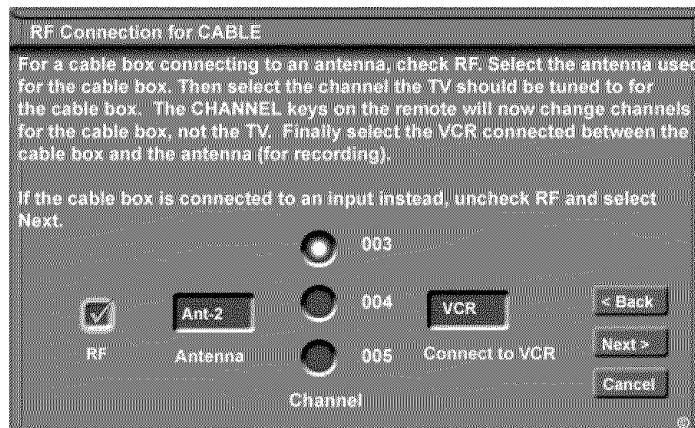 RF Connection for CABLE
For a cable box connecting to an antenna, check RF. Select the antenna used
for the cable box. Then select the channel the TV should be tuned to for
the cable box. The CHANNEL keys on the remote will now change channels
for the cable box, not the TV. Finally select the VCR connected between the
cable box and the antenna (for recording).
If the cable box is connected to an input instead, uncheck RF and select
Next.
003
Ant-2
004
VCR
< Back
RF
Antenna
005
Connect to VCR
Next >
Channel
Cancel